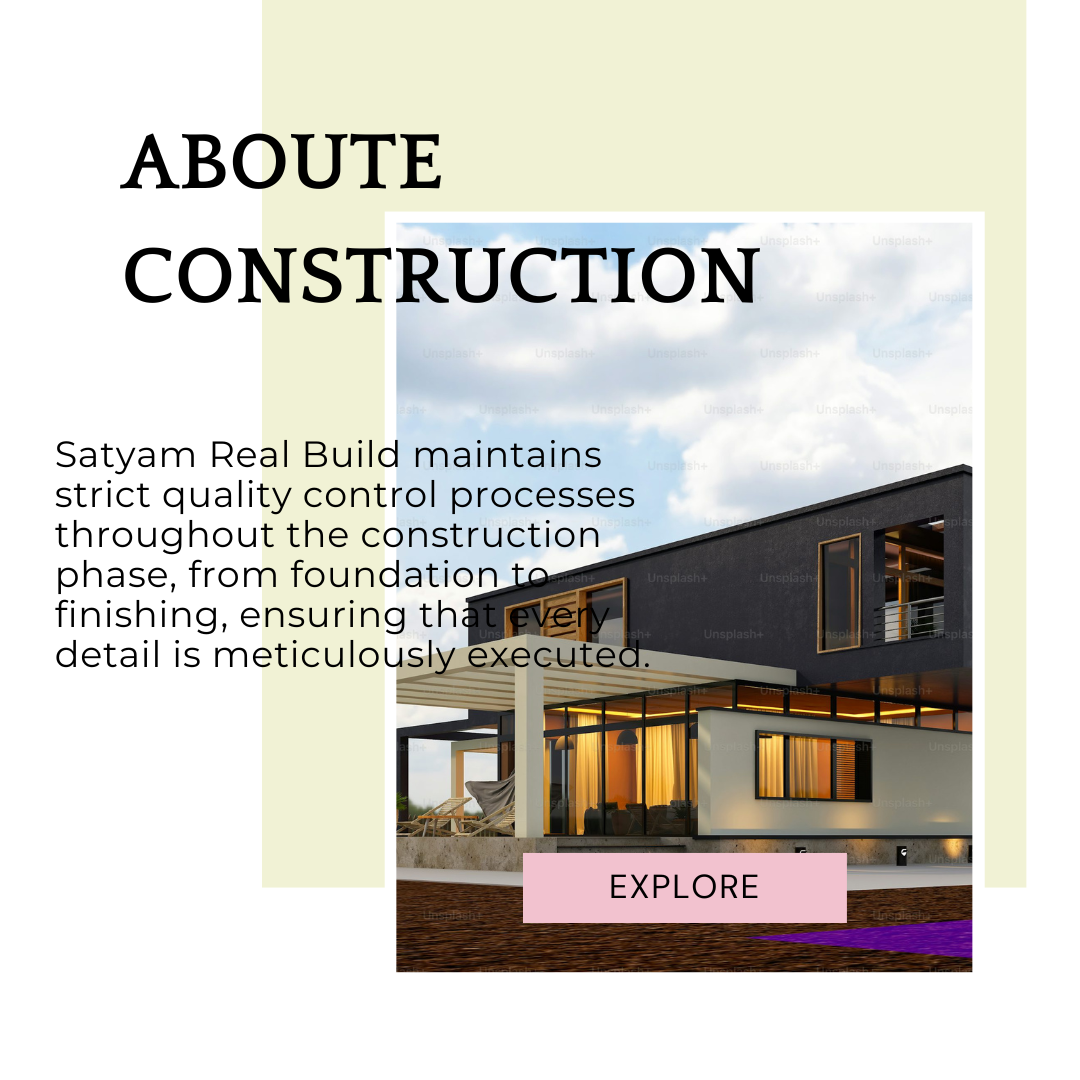 ABOUTE
CONSTRUCTION
Satyam Real Build maintains
strict quality control processes
throughout the construction
phase, from foundation to
finishing, ensuring that every
detail is meticulously executed.
EXPLORE